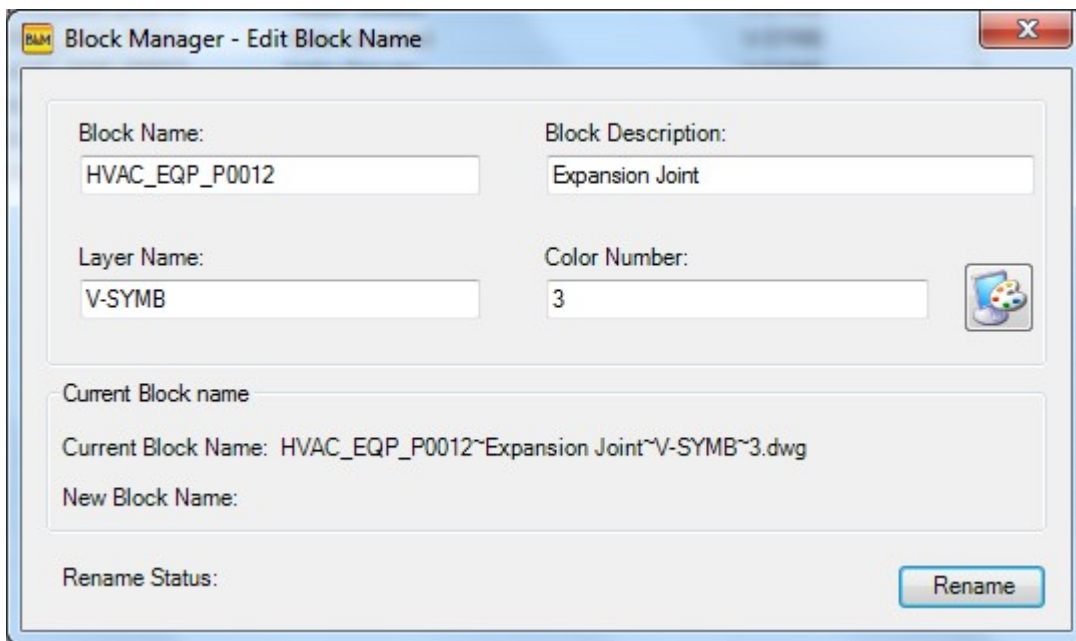 B&M Block Manager - Edit Block Name
Block Name:
Block Description:
HVAC_EQP_P0012
Expansion Joint
Layer Name:
Color Number:
V-SYMB
3
Current Block name
Current Block Name: HVAC_EQP_P0012~Expansion Joint~V-SYMB~3.dwg
New Block Name:
Rename Status:
Rename